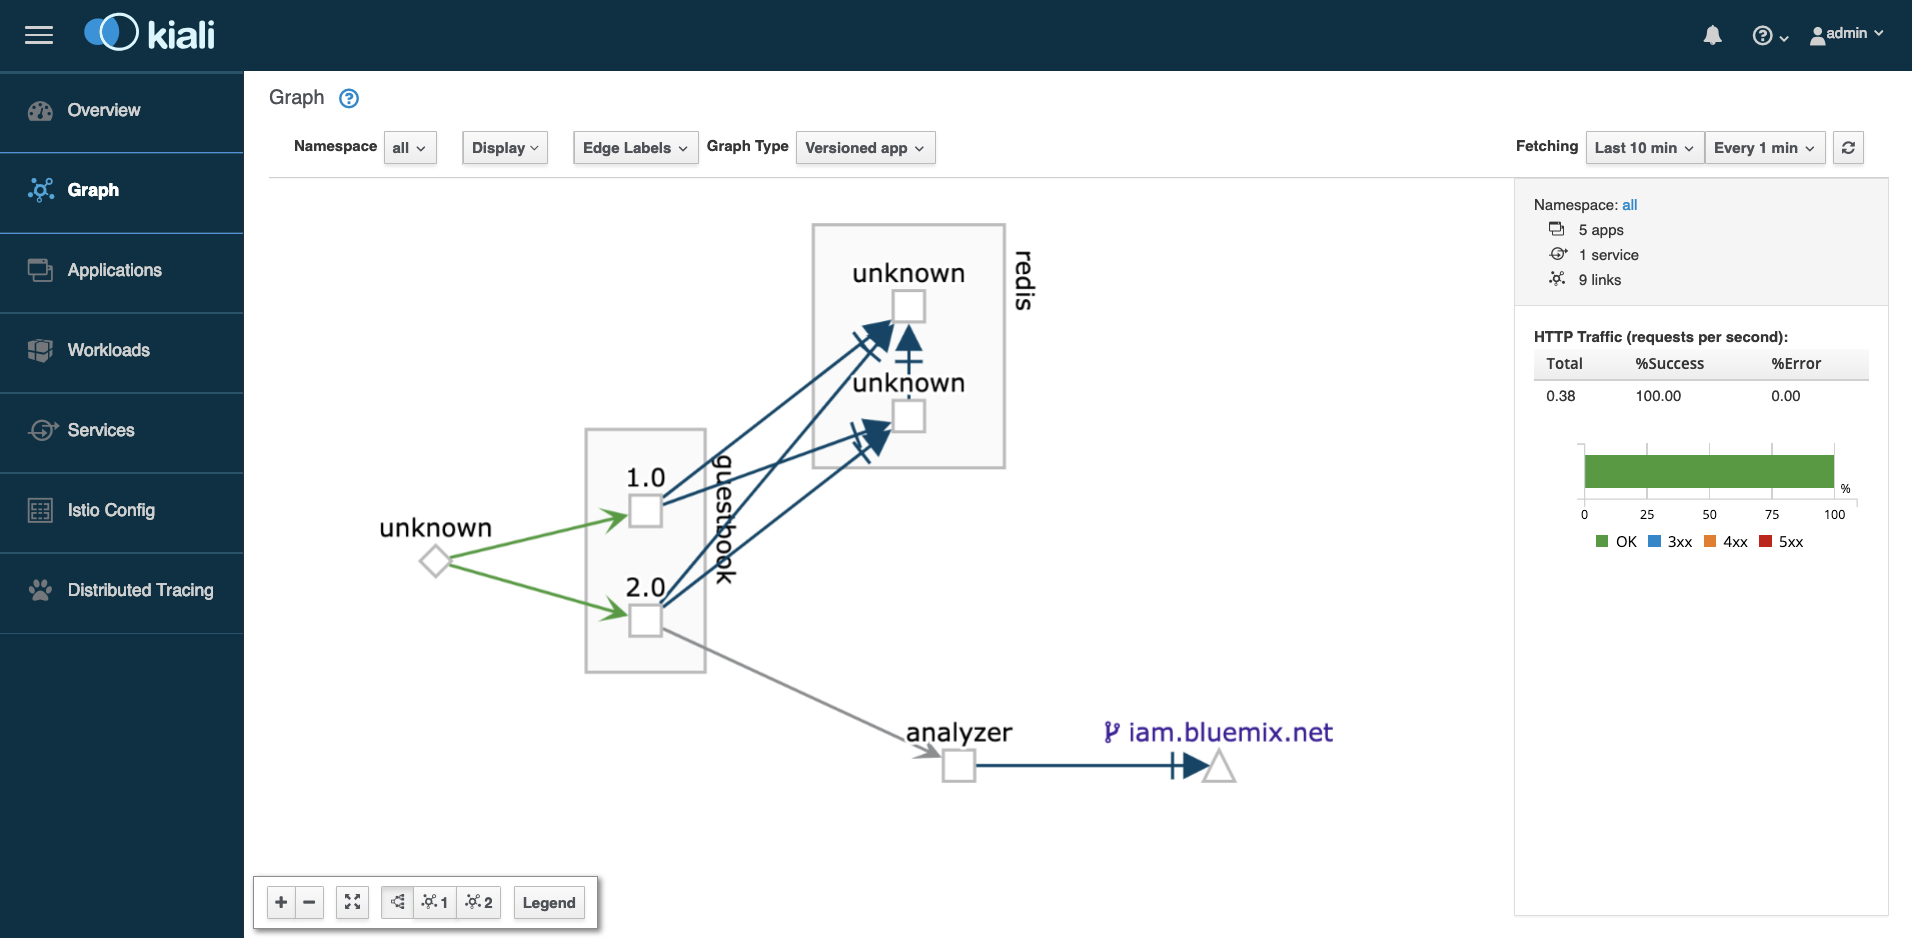 kiali
admin
Overview
Graph
Applications
Workloads
Services
Istio Config
Distributed Tracing
Graph ?
Namespace all Display Edge Labels Graph Type Versioned app Fetching Last 10 min Every 1 min
unknown
redis
unknown
1.0
guestbook
unknown
2.0
analyzer
iam.bluemix.net
Namespace: all
5 apps
1 service
9 links
HTTP Traffic (requests per second):
Total %Success %Error
0.38 100.00 0.00
%
0 25 50 75 100
OK 3xx 4xx 5xx
+ − 1 2 Legend